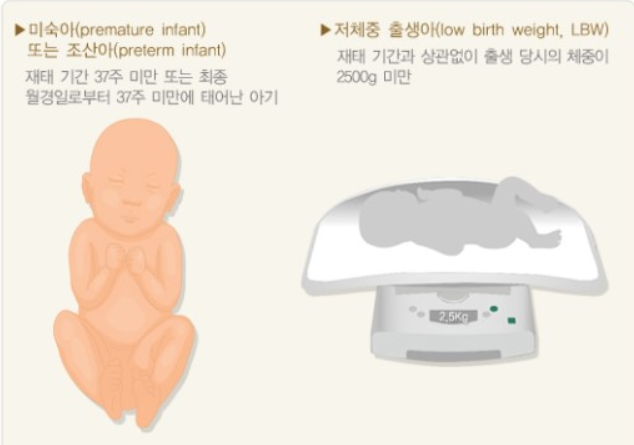 ▶미숙아(premature infant)
또는 조산아(preterm infant)
재태 기간 37주 미만 또는 최종
월경일로부터 37주 미만에 태어난 아기
▶저체중 출생아(low birth weight, LBW)
재태 기간과 상관없이 출생 당시의 체중이
2500g 미만
2,5Kg